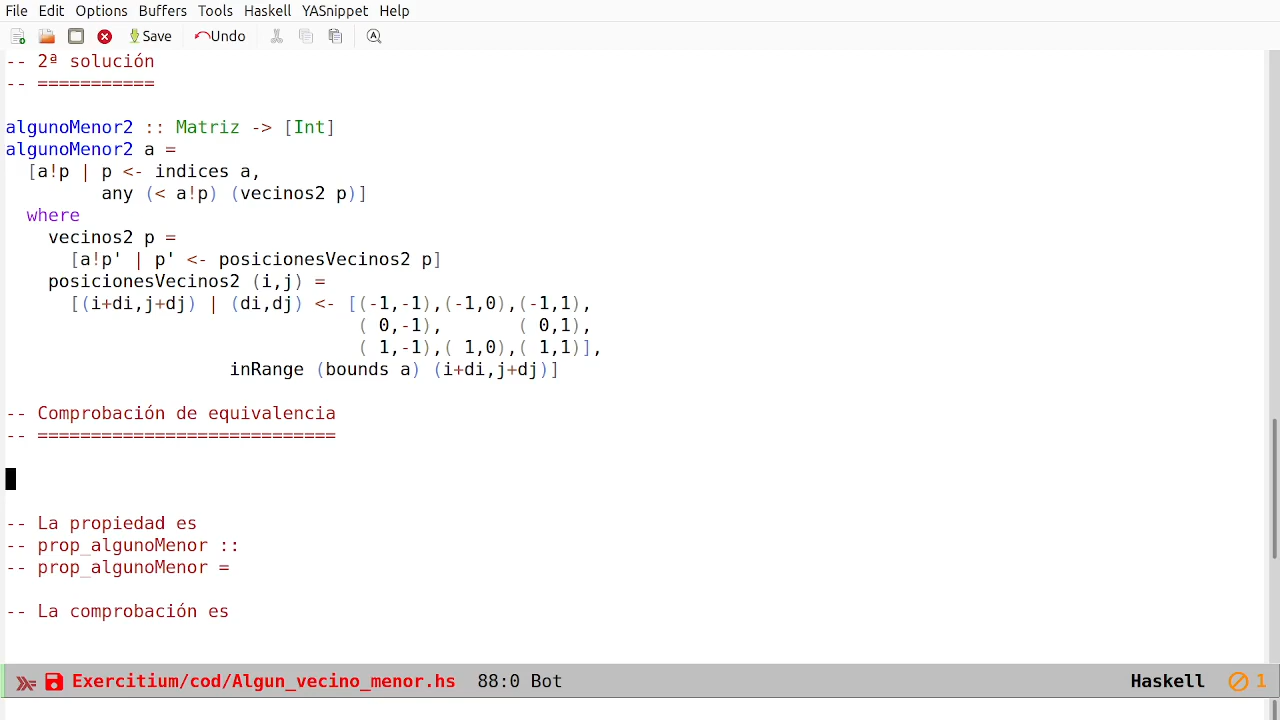 File Edit Options Buffers Tools Haskell YASnippet Help
Save Undo
-- 2ª solución
-- ===========
algunoMenor2 :: Matriz -> [Int]
algunoMenor2 a =
  [a!p | p <- indices a,
         any (< a!p) (vecinos2 p)]
  where
    vecinos2 p =
      [a!p' | p' <- posicionesVecinos2 p]
    posicionesVecinos2 (i,j) =
      [(i+di,j+dj) | (di,dj) <- [(-1,-1),(-1,0),(-1,1),
                                 ( 0,-1),       ( 0,1),
                                 ( 1,-1),( 1,0),( 1,1)],
                     inRange (bounds a) (i+di,j+dj)]
-- Comprobación de equivalencia
-- ============================
-- La propiedad es
-- prop_algunoMenor ::
-- prop_algunoMenor =
-- La comprobación es
Exercitium/cod/Algun_vecino_menor.hs 88:0 Bot Haskell 1